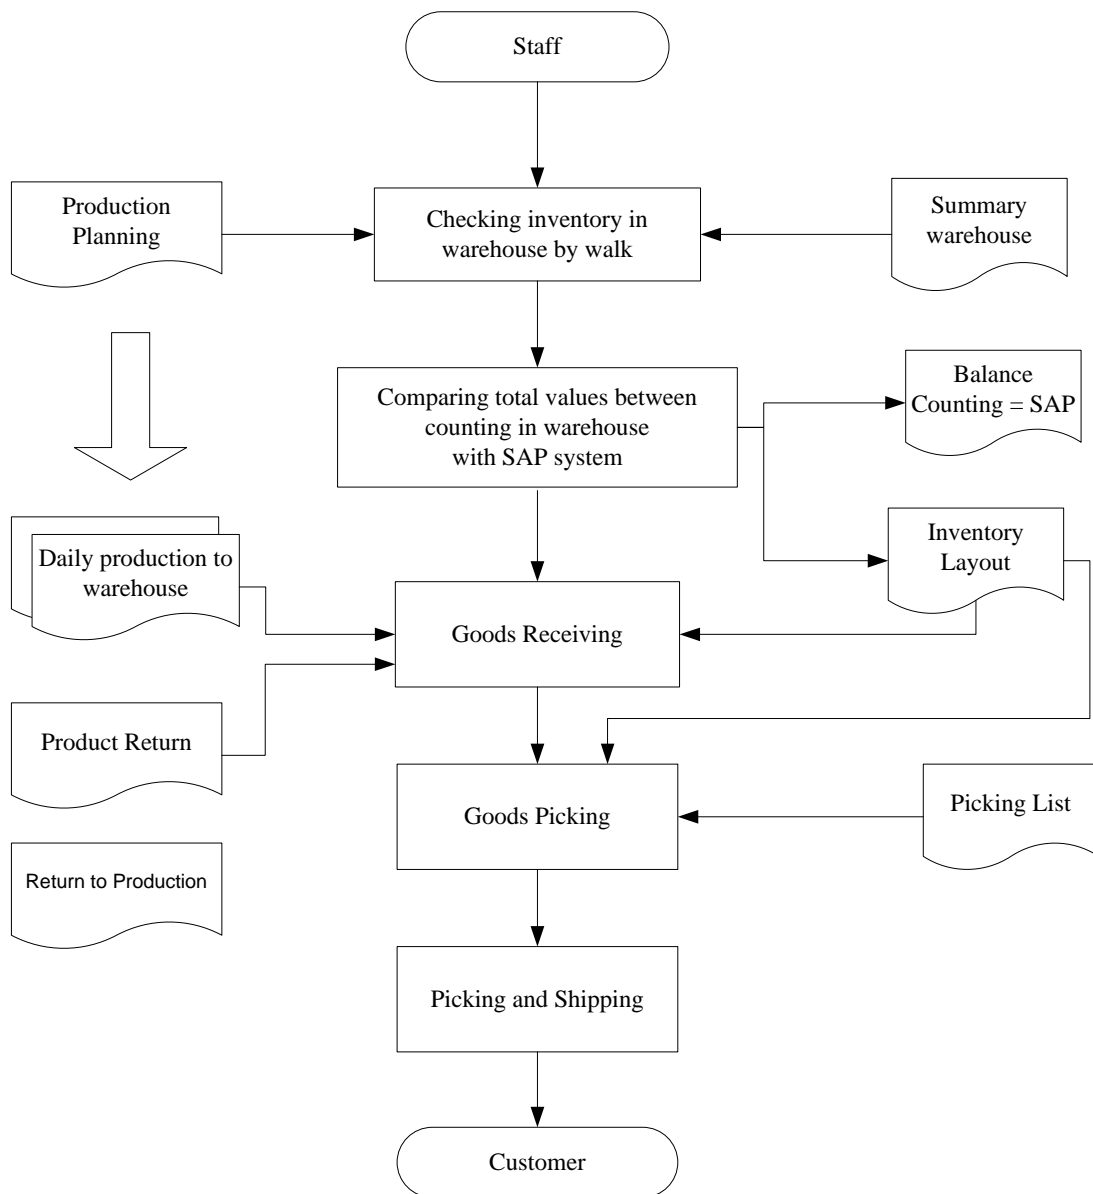 Staff
Production
Planning
Checking inventory in
warehouse by walk
Summary
warehouse
Comparing total values between
counting in warehouse
with SAP system
Balance
Counting = SAP
Daily production to
warehouse
Inventory
Layout
Goods Receiving
Product Return
Goods Picking
Picking List
Return to Production
Picking and Shipping
Customer